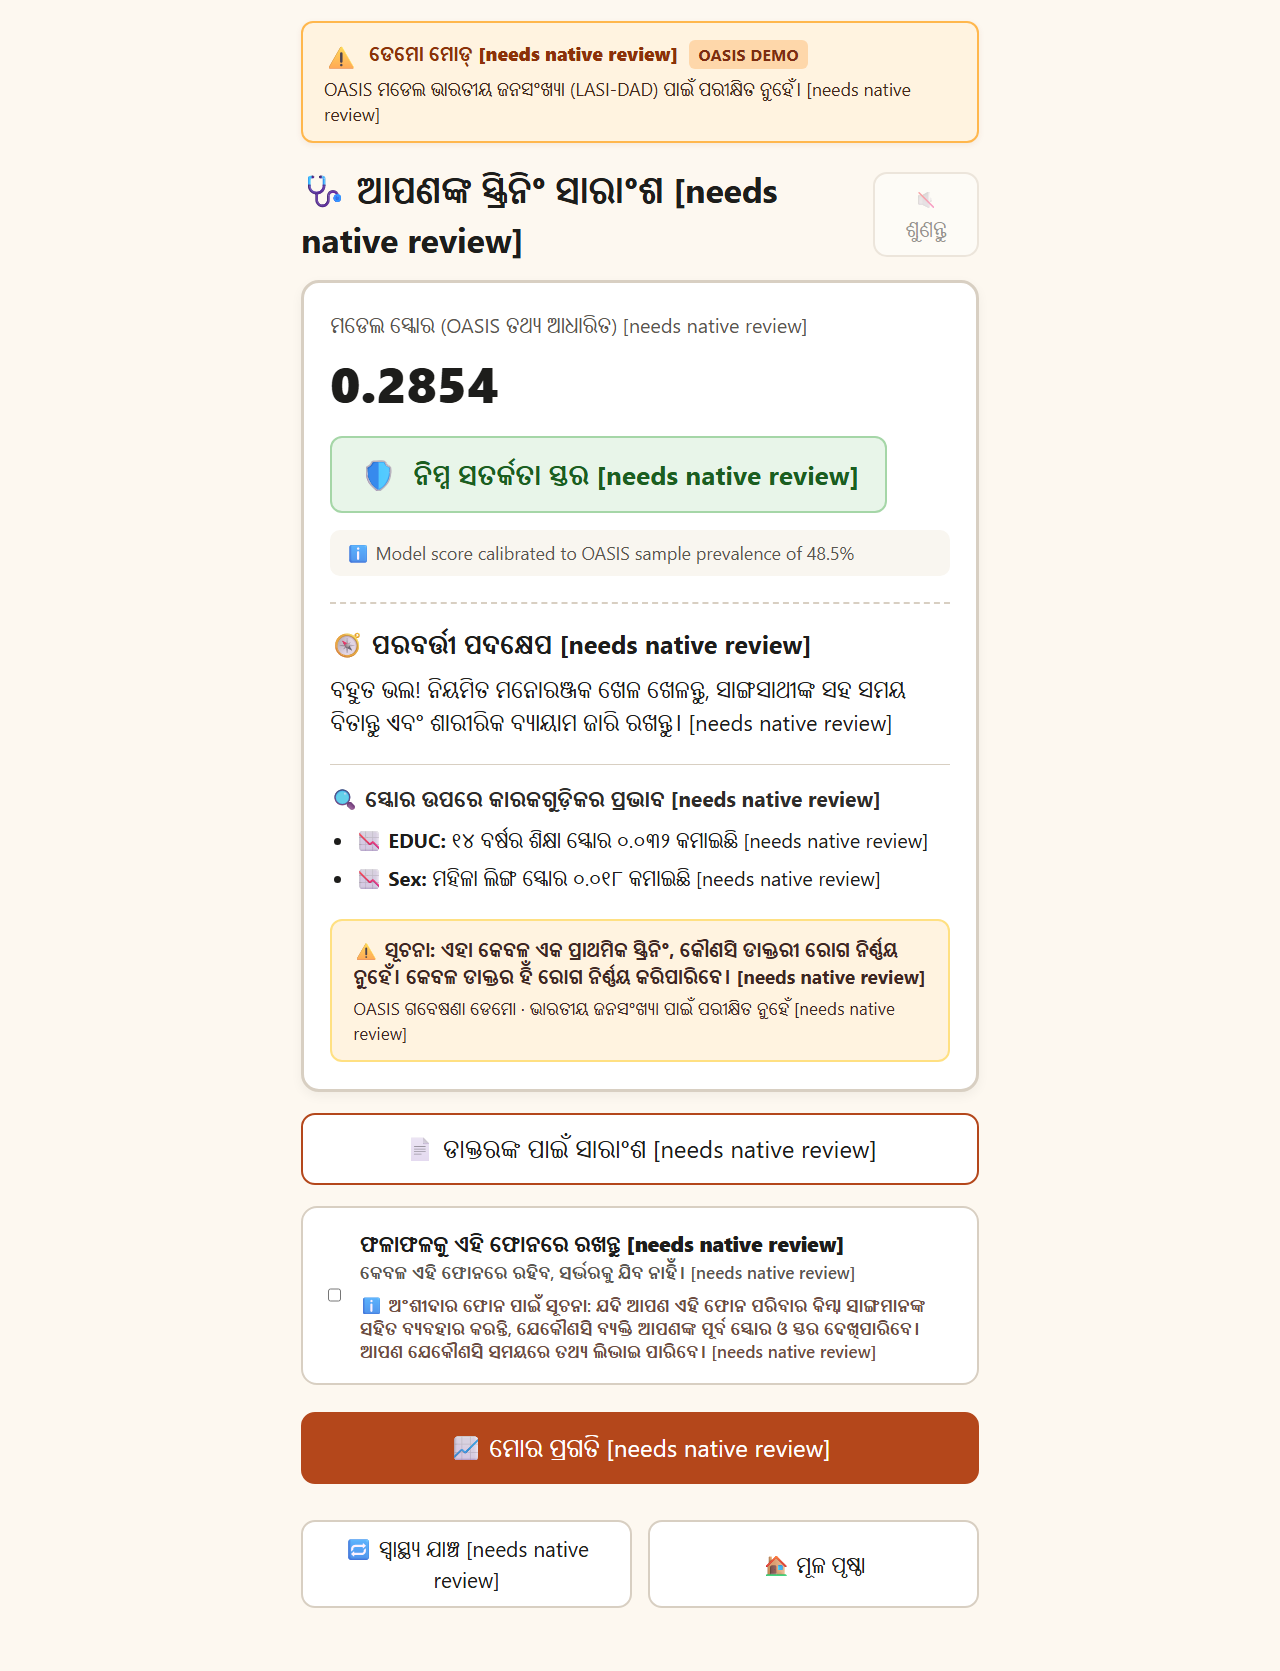 ଡେମୋ ମୋଡ୍ [needs native review] OASIS DEMO
OASIS ମଡେଲ ଭାରତୀୟ ଜନସଂଖ୍ୟା (LASI-DAD) ପାଇଁ ପରୀକ୍ଷିତ ନୁହେଁ। [needs native
review]
ଆପଣଙ୍କ ସ୍କ୍ରିନିଂ ସାରାଂଶ [needs
native review]
ଶୁଣନ୍ତୁ
ମଡେଲ ସ୍କୋର (OASIS ତଥ୍ୟ ଆଧାରିତ) [needs native review]
0.2854
ନିମ୍ନ ସତର୍କତା ସ୍ତର [needs native review]
Model score calibrated to OASIS sample prevalence of 48.5%
ପରବର୍ତ୍ତୀ ପଦକ୍ଷେପ [needs native review]
ବହୁତ ଭଲ! ନିୟମିତ ମନୋରଞ୍ଜକ ଖେଳ ଖେଳନ୍ତୁ, ସାଙ୍ଗସାଥୀଙ୍କ ସହ ସମୟ
ବିତାନ୍ତୁ ଏବଂ ଶାରୀରିକ ବ୍ୟାୟାମ ଜାରି ରଖନ୍ତୁ। [needs native review]
ସ୍କୋର ଉପରେ କାରକଗୁଡ଼ିକର ପ୍ରଭାବ [needs native review]
EDUC: ୧୪ ବର୍ଷର ଶିକ୍ଷା ସ୍କୋର ୦.୦୩୨ କମାଇଛି [needs native review]
Sex: ମହିଳା ଲିଙ୍ଗ ସ୍କୋର ୦.୦୧୮ କମାଇଛି [needs native review]
ସୂଚନା: ଏହା କେବଳ ଏକ ପ୍ରାଥମିକ ସ୍କ୍ରିନିଂ, କୌଣସି ଡାକ୍ତରୀ ରୋଗ ନିର୍ଣ୍ଣୟ
ନୁହେଁ। କେବଳ ଡାକ୍ତର ହିଁ ରୋଗ ନିର୍ଣ୍ଣୟ କରିପାରିବେ। [needs native review]
OASIS ଗବେଷଣା ଡେମୋ · ଭାରତୀୟ ଜନସଂଖ୍ୟା ପାଇଁ ପରୀକ୍ଷିତ ନୁହେଁ [needs native
review]
ଡାକ୍ତରଙ୍କ ପାଇଁ ସାରାଂଶ [needs native review]
ଫଳାଫଳକୁ ଏହି ଫୋନରେ ରଖନ୍ତୁ [needs native review]
କେବଳ ଏହି ଫୋନରେ ରହିବ, ସର୍ଭରକୁ ଯିବ ନାହିଁ। [needs native review]
ଅଂଶୀଦାର ଫୋନ ପାଇଁ ସୂଚନା: ଯଦି ଆପଣ ଏହି ଫୋନ ପରିବାର କିମ୍ବା ସାଙ୍ଗମାନଙ୍କ
ସହିତ ବ୍ୟବହାର କରନ୍ତି, ଯେକୌଣସି ବ୍ୟକ୍ତି ଆପଣଙ୍କ ପୂର୍ବ ସ୍କୋର ଓ ସ୍ତର ଦେଖିପାରିବେ।
ଆପଣ ଯେକୌଣସି ସମୟରେ ତଥ୍ୟ ଲିଭାଇ ପାରିବେ। [needs native review]
ମୋର ପ୍ରଗତି [needs native review]
ସ୍ୱାସ୍ଥ୍ୟ ଯାଞ୍ଚ [needs native
review]
ମୂଳ ପୃଷ୍ଠା